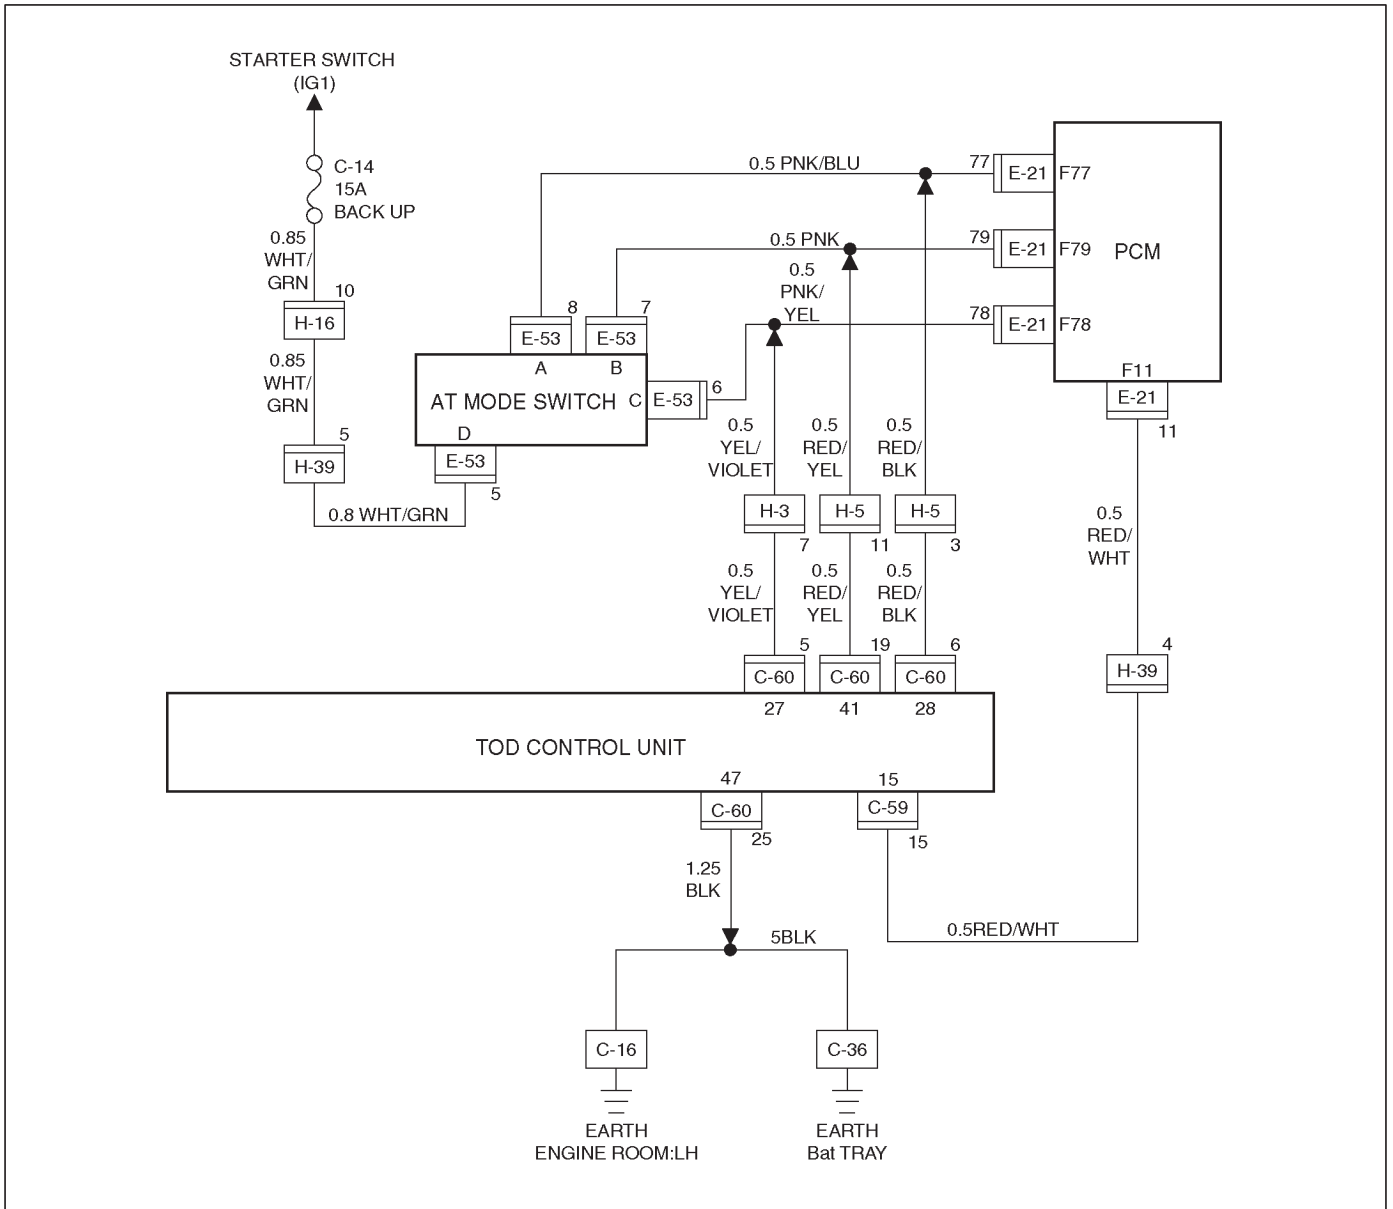 STARTER SWITCH
(IG1)
C-14
15A
BACK UP
0.85
WHT/
GRN
10
H-16
0.85
WHT/
GRN
5
H-39
0.8 WHT/GRN
0.5 PNK/BLU
77
E-21
F77
0.5 PNK
79
E-21
F79
PCM
0.5
PNK/
YEL
78
E-21
F78
8
E-53
7
E-53
A
B
AT MODE SWITCH
C
E-53
6
D
E-53
5
F11
E-21
11
0.5
YEL/
VIOLET
0.5
RED/
YEL
0.5
RED/
BLK
H-3
7
H-5
11
H-5
3
0.5
RED/
WHT
0.5
YEL/
VIOLET
0.5
RED/
YEL
0.5
RED/
BLK
4
H-39
5
C-60
19
C-60
6
C-60
27
41
28
TOD CONTROL UNIT
47
15
C-60
25
C-59
15
1.25
BLK
5BLK
0.5RED/WHT
C-16
C-36
EARTH
ENGINE ROOM:LH
EARTH
Bat TRAY